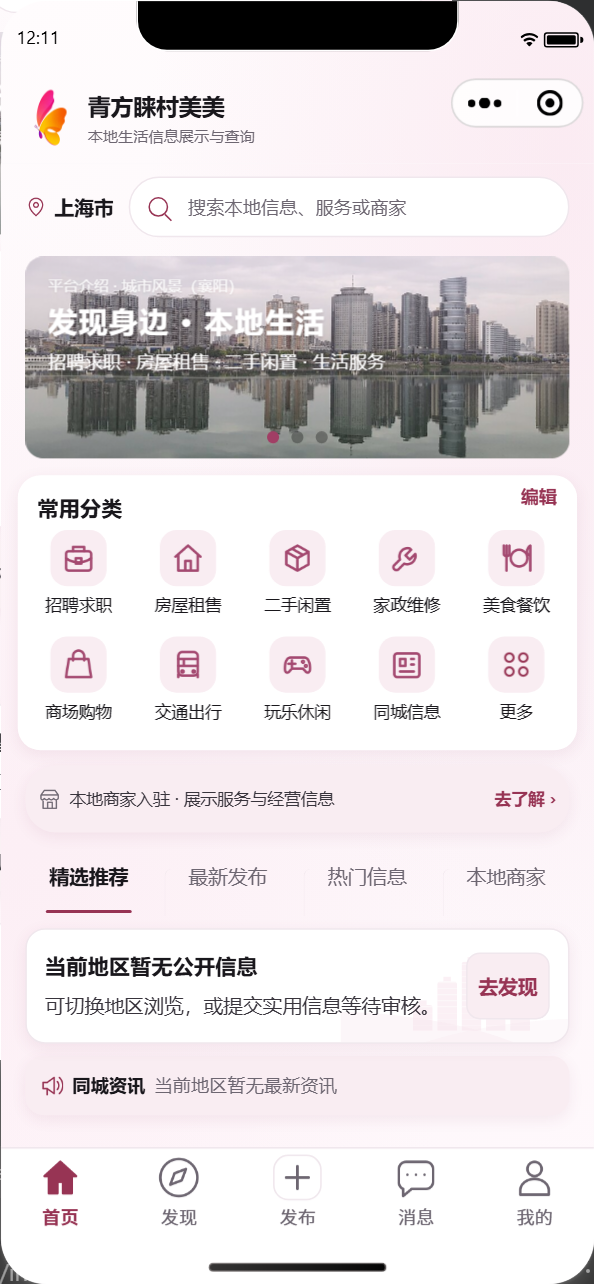 12:11
青方睐村美美
本地生活信息展示与查询
上海市
搜索本地信息、服务或商家
平台介绍 · 城市风景（襄阳）
发现身边 · 本地生活
招聘求职 · 房屋租售 · 二手闲置 · 生活服务
常用分类
编辑
招聘求职
房屋租售
二手闲置
家政维修
美食餐饮
商场购物
交通出行
玩乐休闲
同城信息
更多
本地商家入驻 · 展示服务与经营信息
去了解 ›
精选推荐
最新发布
热门信息
本地商家
当前地区暂无公开信息
可切换地区浏览，或提交实用信息等待审核。
去发现
同城资讯 当前地区暂无最新资讯
首页
发现
发布
消息
我的